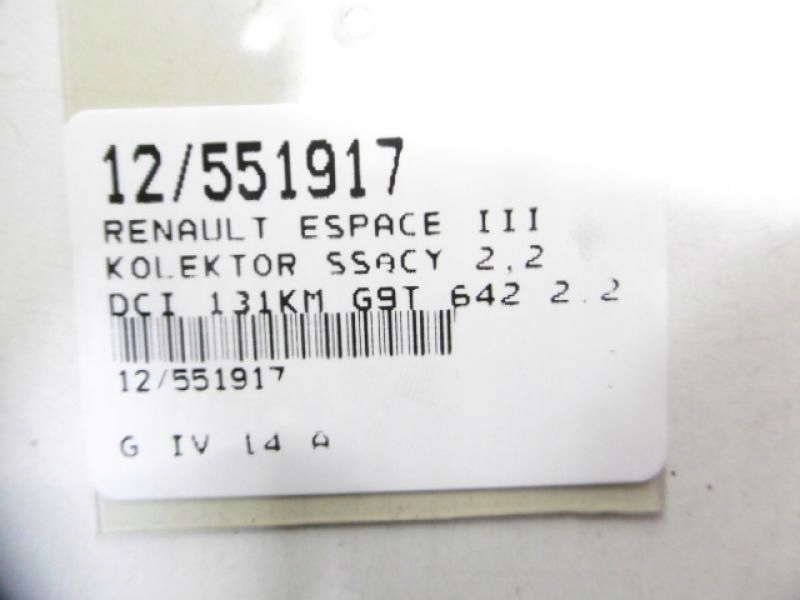 12/551917
RENAULT ESPACE III
KOLEKTOR SSACY 2,2
DCI 131KM G9T 642 2.2
12/551917
G IV 14 A